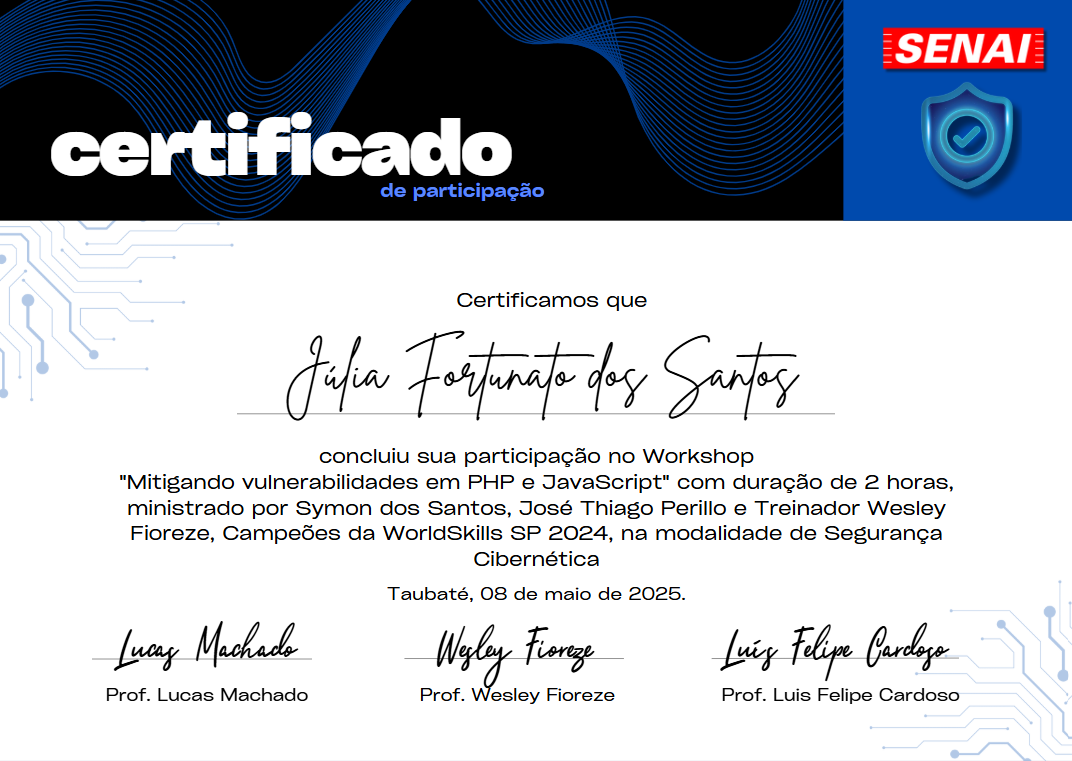 SENAI
certificado
de participação
Certificamos que
Júlia Fortunato dos Santos
concluiu sua participação no Workshop
"Mitigando vulnerabilidades em PHP e JavaScript" com duração de 2 horas,
ministrado por Symon dos Santos, José Thiago Perillo e Treinador Wesley
Fioreze, Campeões da WorldSkills SP 2024, na modalidade de Segurança
Cibernética
Taubaté, 08 de maio de 2025.
Lucas Machado Wesley Fioreze Luís Felipe Cardoso
Prof. Lucas Machado Prof. Wesley Fioreze Prof. Luis Felipe Cardoso